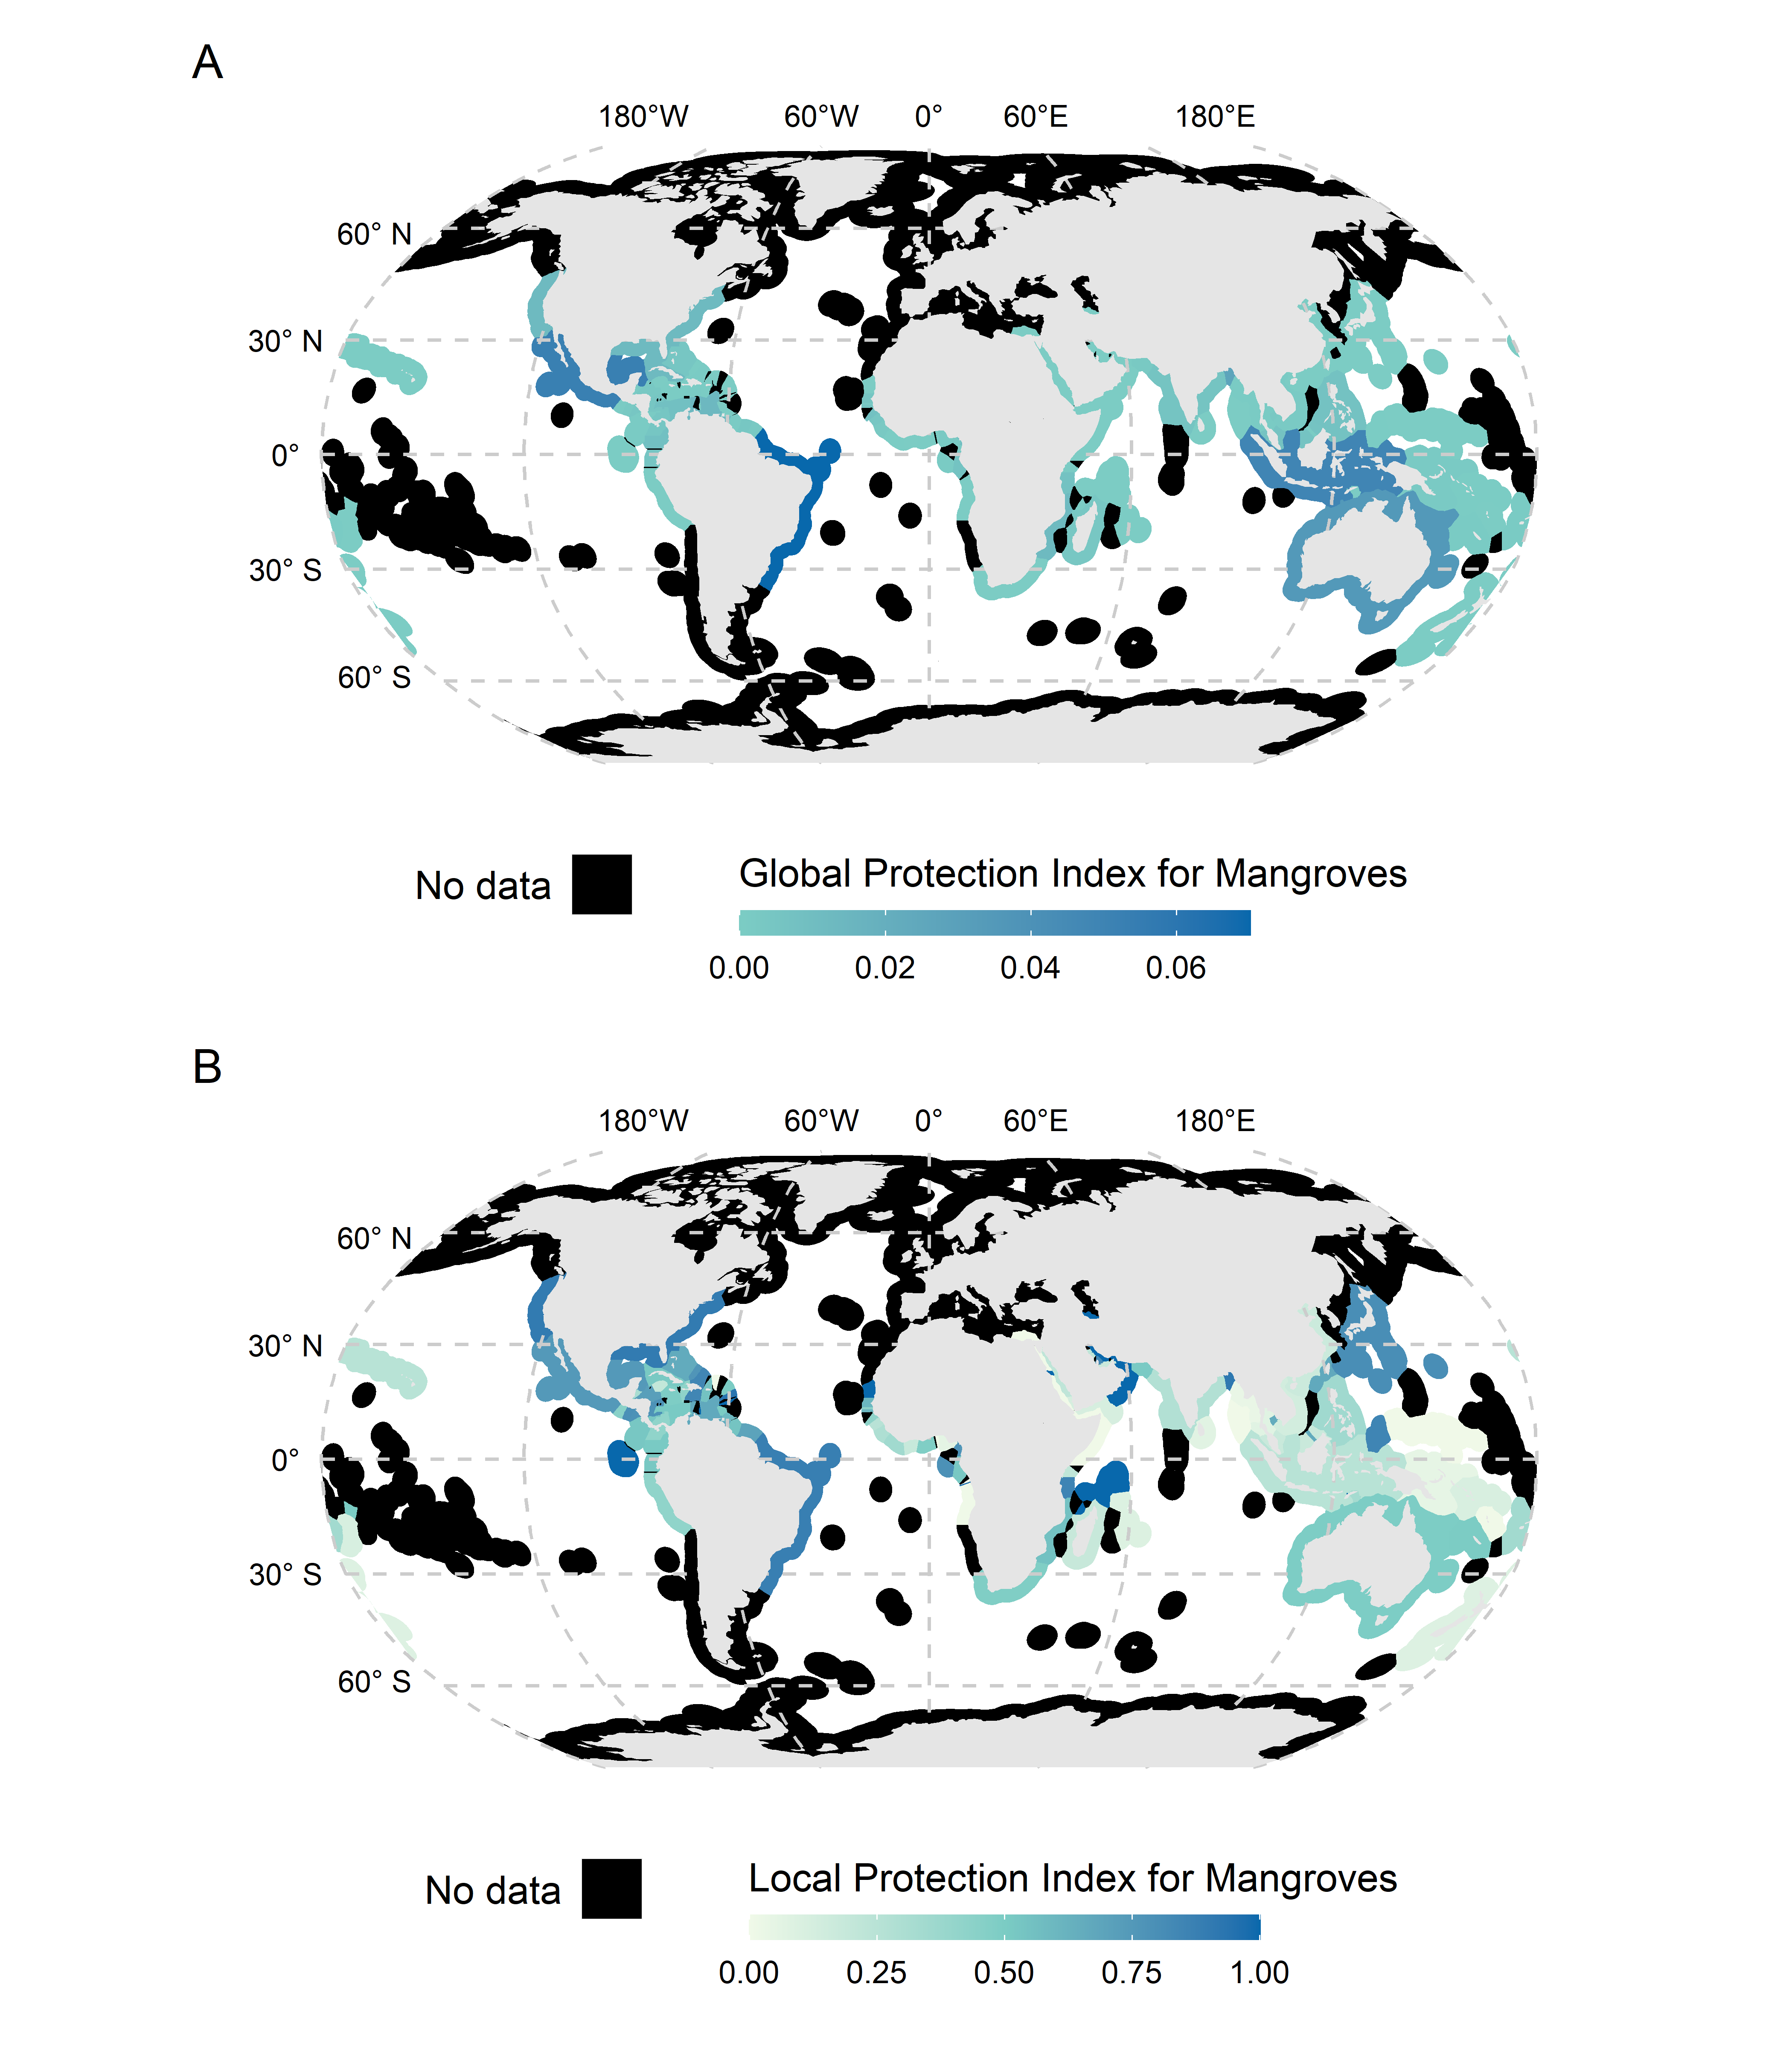 A
180°W 60°W 0° 60°E 180°E
60° N
30° N
0°
30° S
60° S
No data
Global Protection Index for Mangroves
0.00 0.02 0.04 0.06
B
180°W 60°W 0° 60°E 180°E
60° N
30° N
0°
30° S
60° S
No data
Local Protection Index for Mangroves
0.00 0.25 0.50 0.75 1.00